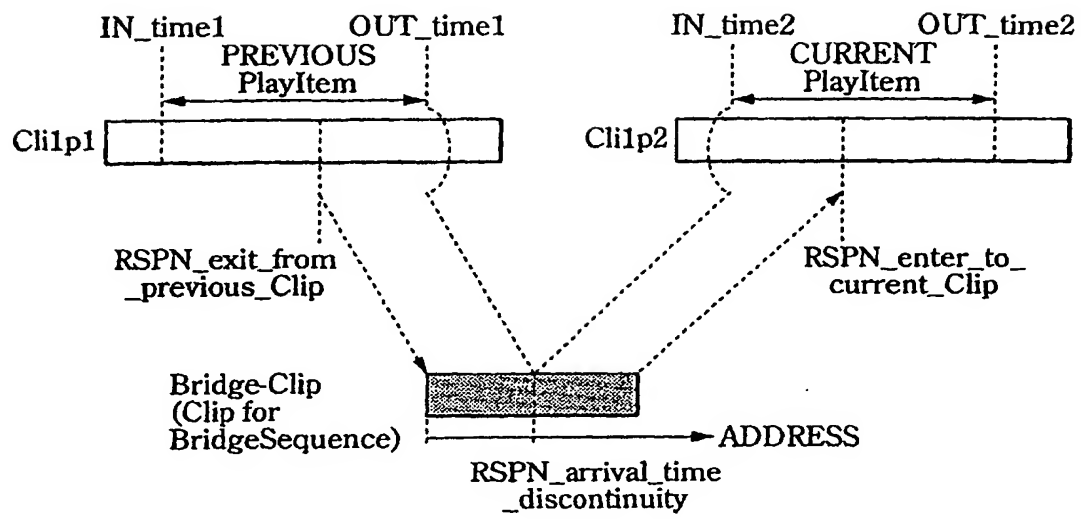 IN_time1 OUT_time1 IN_time2 OUT_time2
PREVIOUS
PlayItem
CURRENT
PlayItem
Cli1p1
Cli1p2
RSPN_exit_from
_previous_Clip
RSPN_enter_to_
current_Clip
Bridge-Clip
(Clip for
BridgeSequence)
ADDRESS
RSPN_arrival_time
_discontinuity